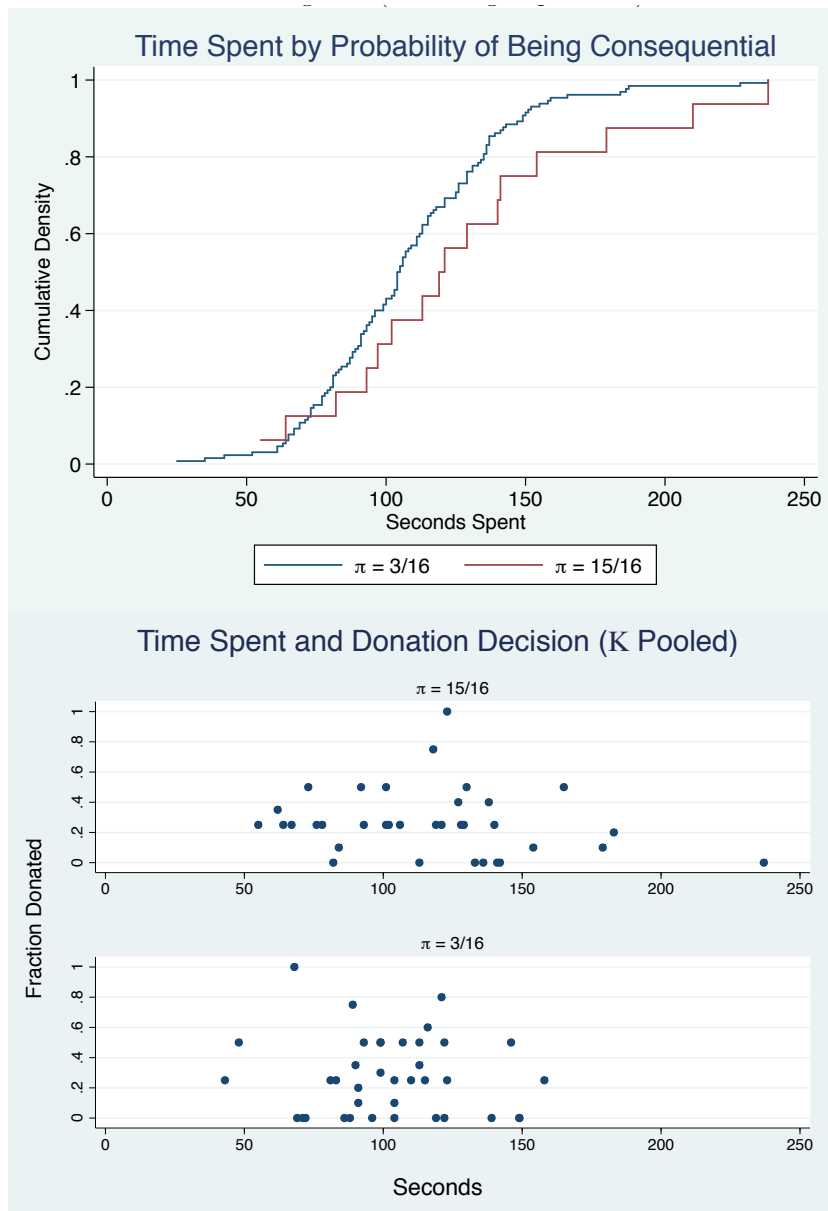 Time Spent by Probability of Being Consequential
Cumulative Density
1
.8
.6
.4
.2
0
0 50 100 150 200 250
Seconds Spent
π = 3/16 π = 15/16
Time Spent and Donation Decision (K Pooled)
Fraction Donated
π = 15/16
1
.8
.6
.4
.2
0
0 50 100 150 200 250
π = 3/16
1
.8
.6
.4
.2
0
0 50 100 150 200 250
Seconds